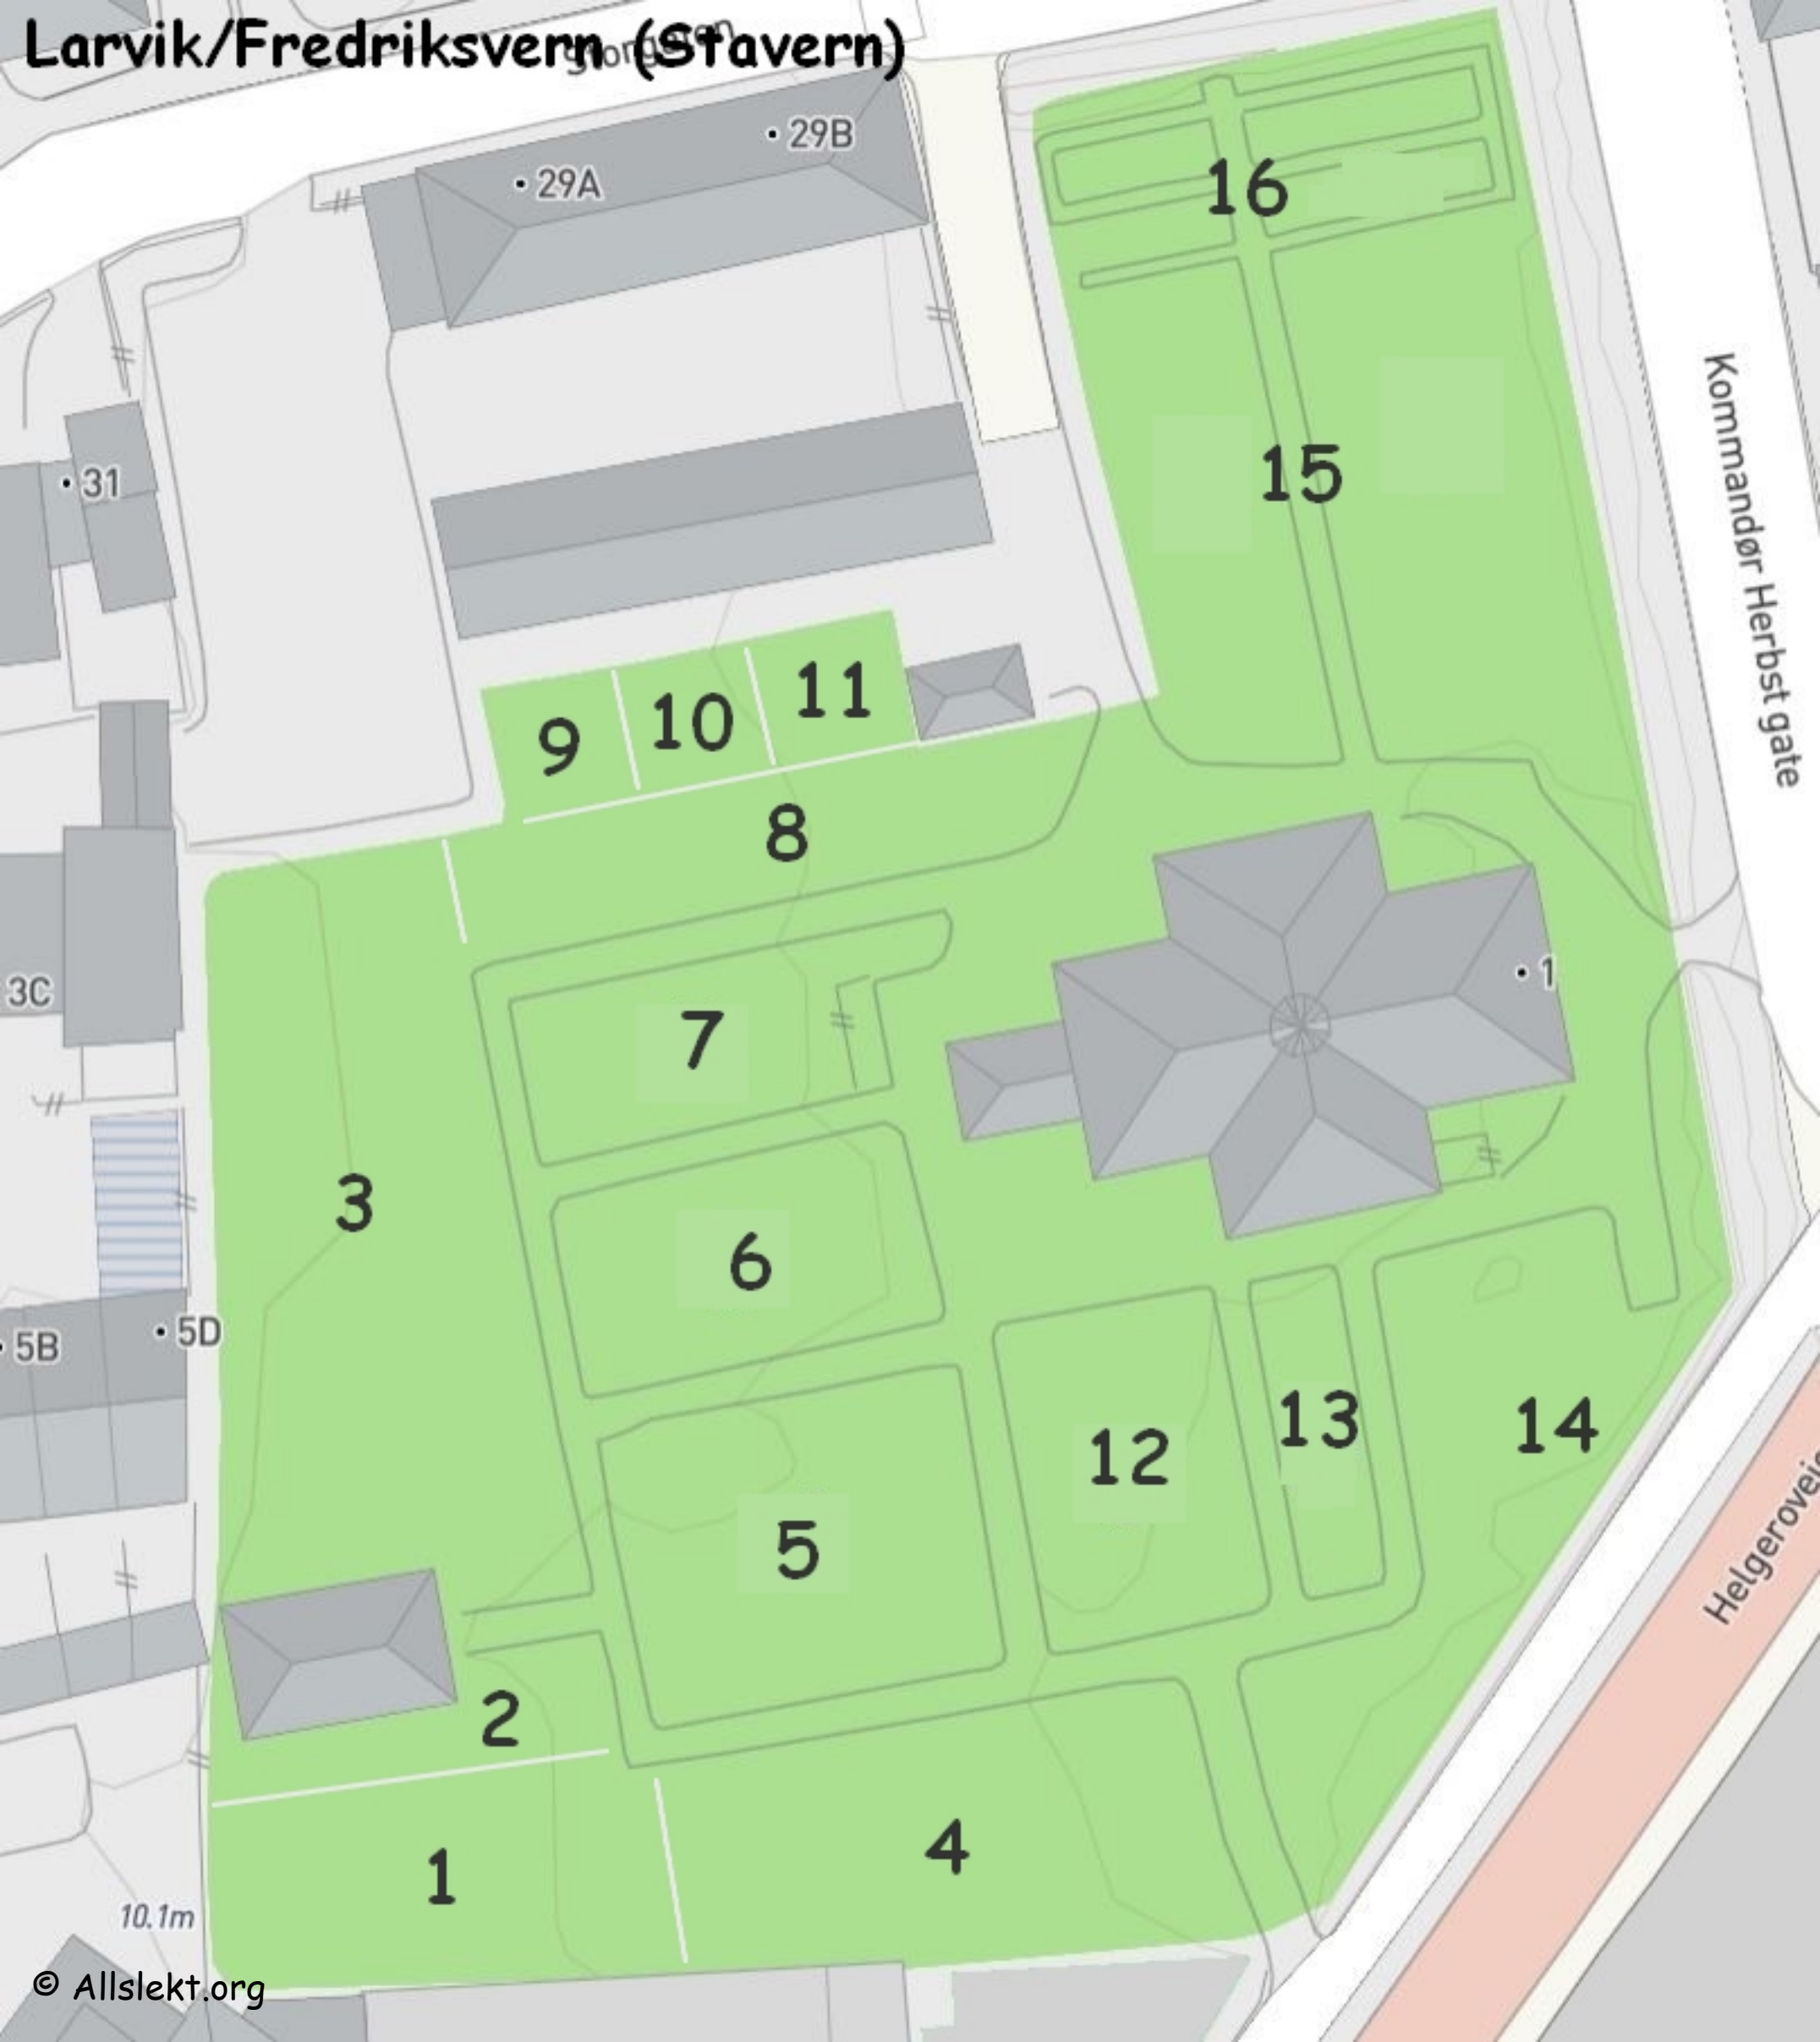 Larvik/Fredriksvern (Stavern)
29B
29A
16
31
Kommandør Herbst gate
15
11
10
9
8
3C
1
7
3
6
5D
5B
13
14
12
Helgeroveie
5
2
4
1
10.1m
© Allslekt.org